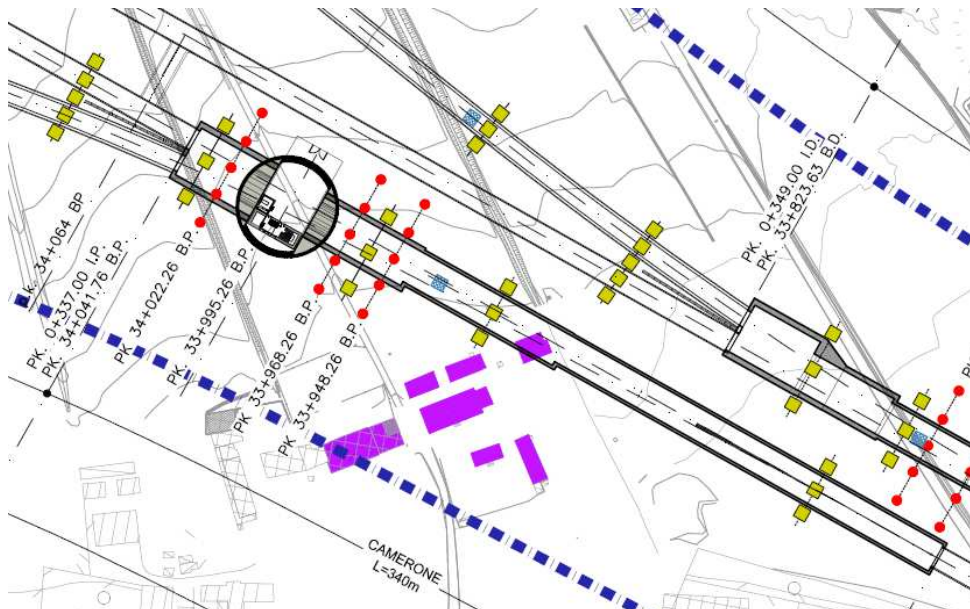 PK. 34+064 BP
PK. 0+337.00 I.P.
PK. 34+041.76 B.P.
PK 34+022.26 B.P.
PK. 33+995.26 B.P.
PK 33+968.26 B.P.
PK 33+948.26 B.P.
PK. 0+349.00 I.D.
PK. 33+823.63 B.D.
CAMERONE
L=340m